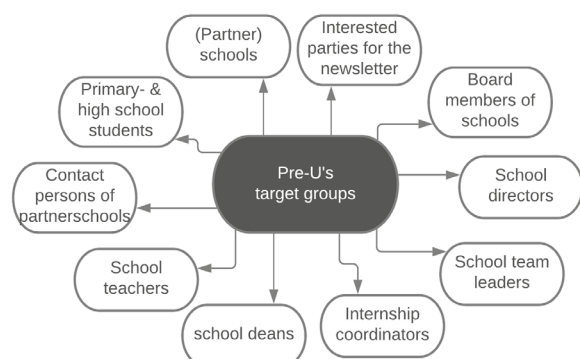 (Partner)
schools
Interested
parties for the
newsletter
Primary- &
high school
students
Board
members of
schools
Pre-U's
target groups
Contact
persons of
partnerschools
School
directors
School
teachers
School team
leaders
school deans
Internship
coordinators